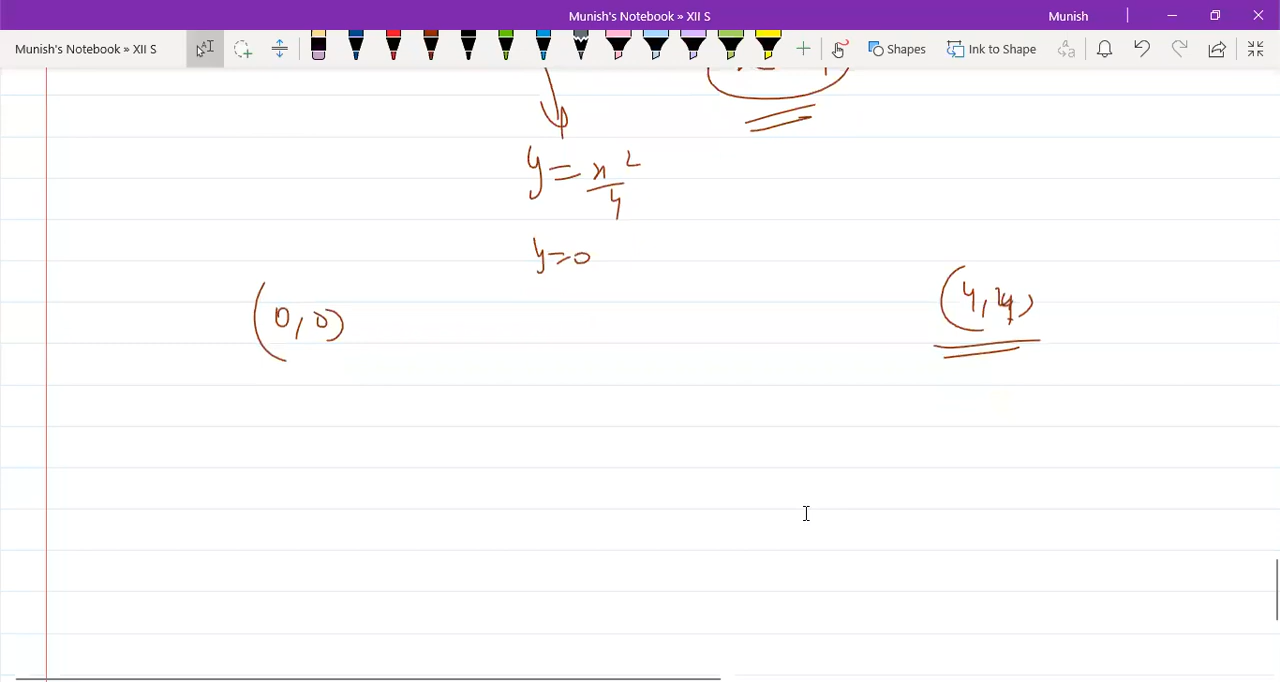 Munish's Notebook » XII S
Munish
Munish's Notebook » XII S
Shapes
Ink to Shape
y = x²/4
y=0
(0,0)
(4,4)